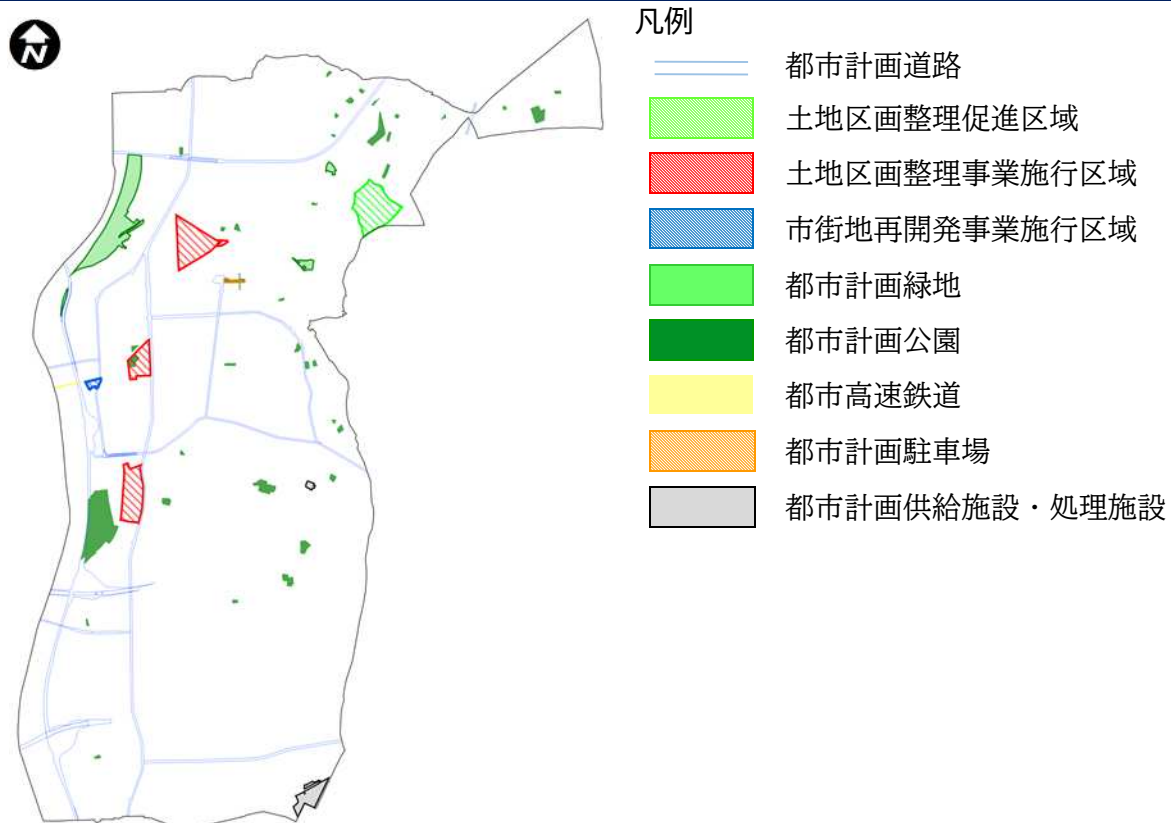 N
凡例
都市計画道路
土地区画整理促進区域
土地区画整理事業施行区域
市街地再開発事業施行区域
都市計画緑地
都市計画公園
都市高速鉄道
都市計画駐車場
都市計画供給施設・処理施設